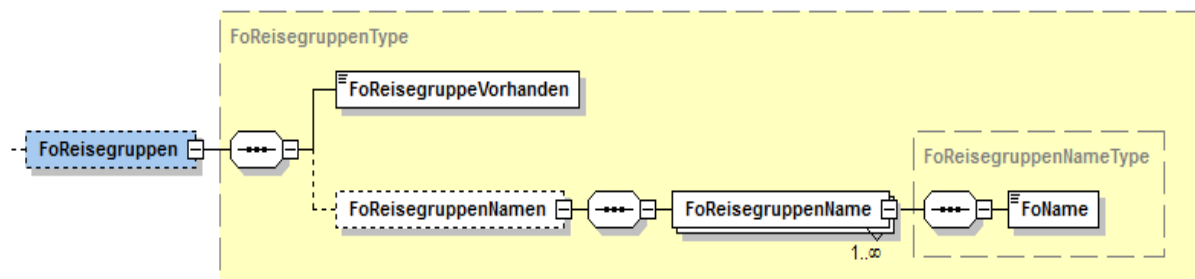 FoReisegruppenType
FoReisegruppeVorhanden
FoReisegruppen
FoReisegruppenNameType
FoReisegruppenNamen
FoReisegruppenName
FoName
1..∞